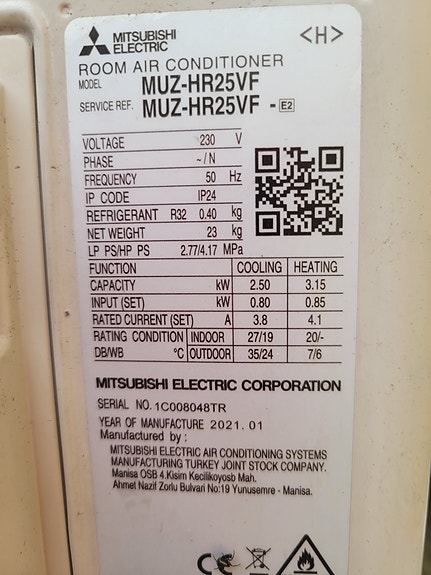 MITSUBISHI
ELECTRIC
<H>
ROOM AIR CONDITIONER
MODEL MUZ-HR25VF
SERVICE REF. MUZ-HR25VF - E2
VOLTAGE 230 V
PHASE ~ / N
FREQUENCY 50 Hz
IP CODE IP24
REFRIGERANT R32 0.40 kg
NET WEIGHT 23 kg
LP PS/HP PS 2.77/4.17 MPa
FUNCTION COOLING HEATING
CAPACITY kW 2.50 3.15
INPUT (SET) kW 0.80 0.85
RATED CURRENT (SET) A 3.8 4.1
RATING CONDITION INDOOR 27/19 20/-
DB/WB °C OUTDOOR 35/24 7/6
MITSUBISHI ELECTRIC CORPORATION
SERIAL NO. 1C008048TR
YEAR OF MANUFACTURE 2021. 01
Manufactured by :
MITSUBISHI ELECTRIC AIR CONDITIONING SYSTEMS
MANUFACTURING TURKEY JOINT STOCK COMPANY.
Manisa OSB 4.Kisim Kecilikoyosb Mah.
Ahmet Nazif Zorlu Bulvari No:19 Yunusemre - Manisa.
CE